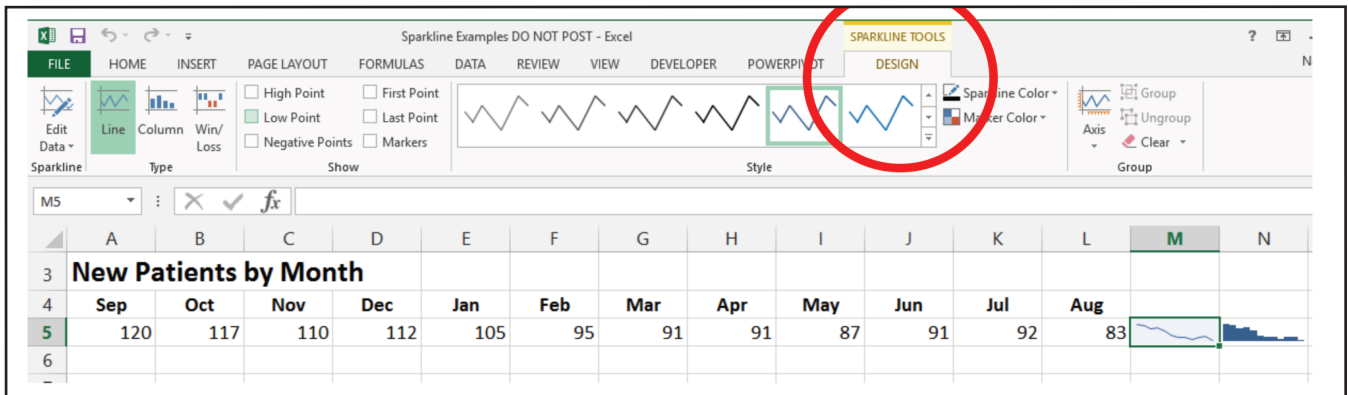 Sparkline Examples DO NOT POST - Excel SPARKLINE TOOLS ?
FILE HOME INSERT PAGE LAYOUT FORMULAS DATA REVIEW VIEW DEVELOPER POWERPIVOT DESIGN
High Point First Point Sparkline Color Group
Low Point Last Point Marker Color Ungroup
Negative Points Markers Clear
Edit Data Line Column Win/Loss Axis
Sparkline Type Show Style Group
M5 fx
A B C D E F G H I J K L M N
3 New Patients by Month
4 Sep Oct Nov Dec Jan Feb Mar Apr May Jun Jul Aug
5 120 117 110 112 105 95 91 91 87 91 92 83
6